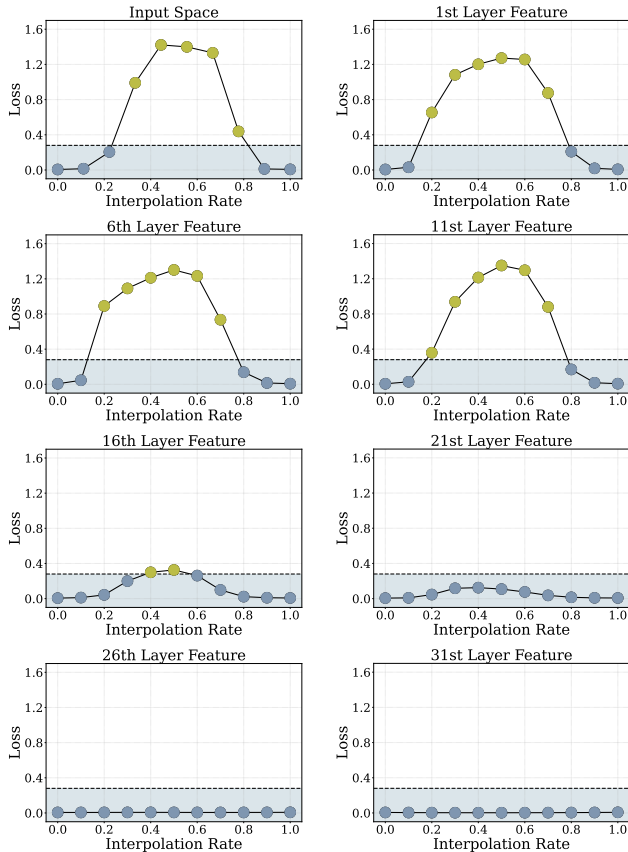 Input Space
1st Layer Feature
Loss
1.6
1.2
0.8
0.4
0.0
0.0 0.2 0.4 0.6 0.8 1.0
Interpolation Rate
Loss
1.6
1.2
0.8
0.4
0.0
0.0 0.2 0.4 0.6 0.8 1.0
Interpolation Rate
6th Layer Feature
11st Layer Feature
Loss
1.6
1.2
0.8
0.4
0.0
0.0 0.2 0.4 0.6 0.8 1.0
Interpolation Rate
Loss
1.6
1.2
0.8
0.4
0.0
0.0 0.2 0.4 0.6 0.8 1.0
Interpolation Rate
16th Layer Feature
21st Layer Feature
Loss
1.6
1.2
0.8
0.4
0.0
0.0 0.2 0.4 0.6 0.8 1.0
Interpolation Rate
Loss
1.6
1.2
0.8
0.4
0.0
0.0 0.2 0.4 0.6 0.8 1.0
Interpolation Rate
26th Layer Feature
31st Layer Feature
Loss
1.6
1.2
0.8
0.4
0.0
0.0 0.2 0.4 0.6 0.8 1.0
Interpolation Rate
Loss
1.6
1.2
0.8
0.4
0.0
0.0 0.2 0.4 0.6 0.8 1.0
Interpolation Rate